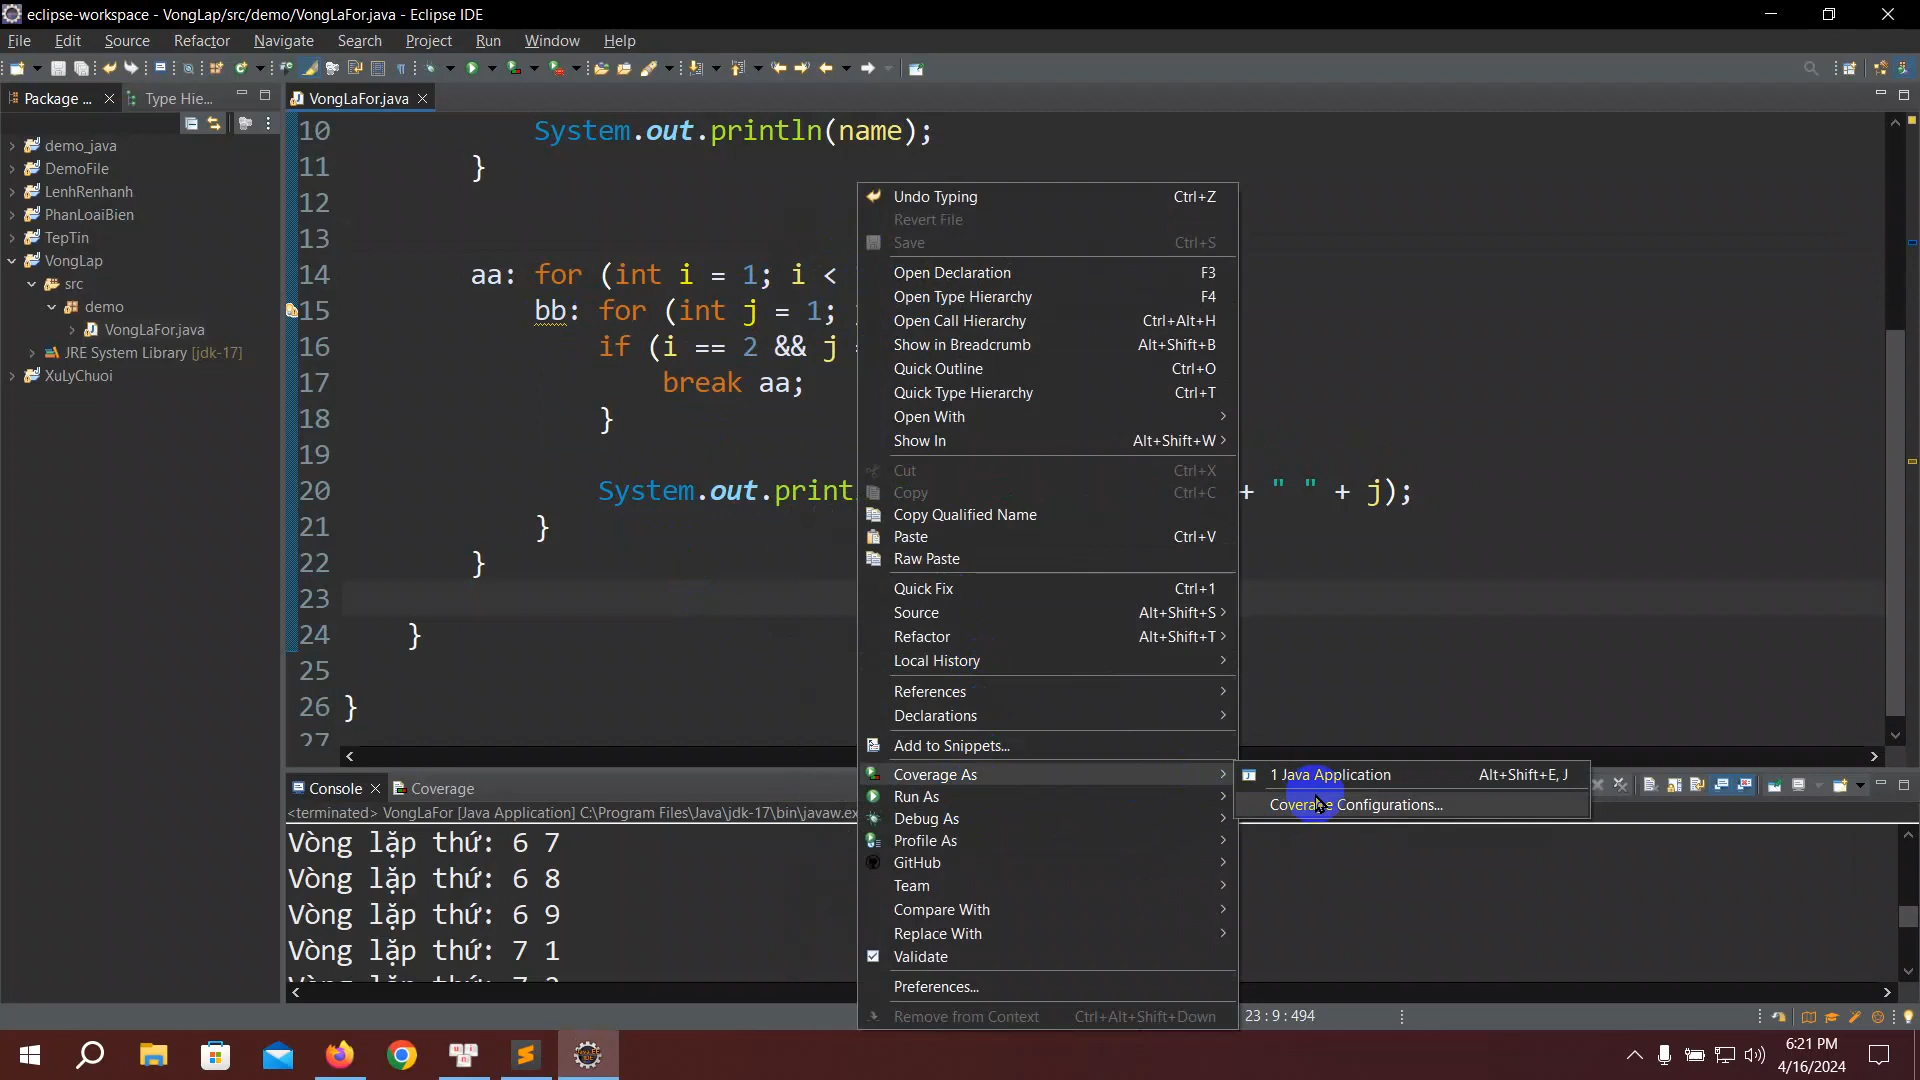 eclipse-workspace - VongLap/src/demo/VongLaFor.java - Eclipse IDE
File Edit Source Refactor Navigate Search Project Run Window Help
Package ... Type Hie...
VongLaFor.java
demo_java
DemoFile
LenhRenhanh
PhanLoaiBien
TepTin
VongLap
src
demo
VongLaFor.java
JRE System Library [jdk-17]
XuLyChuoi
10 System.out.println(name);
11 }
12
13
14 aa: for (int i = 1; i <
15 bb: for (int j = 1;
16 if (i == 2 && j
17 break aa;
18 }
19
20 System.out.print + " " + j);
21 }
22 }
23
24 }
25
26 }
27
Undo Typing Ctrl+Z
Revert File
Save Ctrl+S
Open Declaration F3
Open Type Hierarchy F4
Open Call Hierarchy Ctrl+Alt+H
Show in Breadcrumb Alt+Shift+B
Quick Outline Ctrl+O
Quick Type Hierarchy Ctrl+T
Open With
Show In Alt+Shift+W
Cut Ctrl+X
Copy Ctrl+C
Copy Qualified Name
Paste Ctrl+V
Raw Paste
Quick Fix Ctrl+1
Source Alt+Shift+S
Refactor Alt+Shift+T
Local History
References
Declarations
Add to Snippets...
Coverage As
Run As
Debug As
Profile As
GitHub
Team
Compare With
Replace With
Validate
Preferences...
Remove from Context Ctrl+Alt+Shift+Down
1 Java Application Alt+Shift+E, J
Coverage Configurations...
Console Coverage
<terminated> VongLaFor [Java Application] C:\Program Files\Java\jdk-17\bin\javaw.ex
Vòng lặp thứ: 6 7
Vòng lặp thứ: 6 8
Vòng lặp thứ: 6 9
Vòng lặp thứ: 7 1
23 : 9 : 494
6:21 PM
4/16/2024